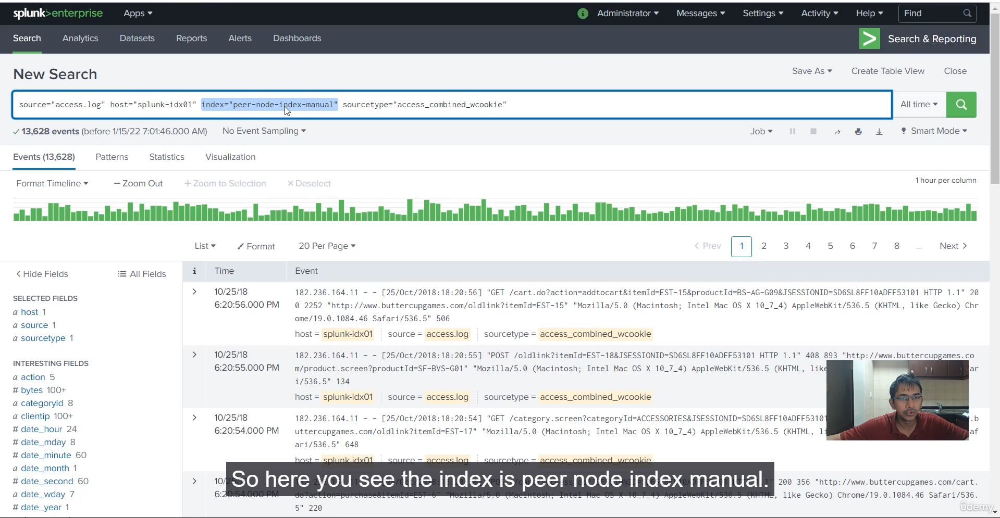 splunk>enterprise Apps Administrator Messages Settings Activity Help Find
Search Analytics Datasets Reports Alerts Dashboards Search & Reporting
New Search Save As Create Table View Close
source="access.log" host="splunk-idx01" index="peer-node-index-manual" sourcetype="access_combined_wcookie" All time
13,628 events (before 1/15/22 7:01:46.000 AM) No Event Sampling Job Smart Mode
Events (13,628) Patterns Statistics Visualization
Format Timeline — Zoom Out + Zoom to Selection × Deselect 1 hour per column
List Format 20 Per Page < Prev 1 2 3 4 5 6 7 8 ... Next >
< Hide Fields All Fields
SELECTED FIELDS
a host 1
a source 1
a sourcetype 1
INTERESTING FIELDS
a action 5
# bytes 100+
a categoryId 8
a clientip 100+
# date_hour 24
# date_mday 8
# date_minute 60
a date_month 1
# date_second 60
a date_wday 7
# date_year 1
i Time Event
10/25/18
6:20:56.000 PM
182.236.164.11 - - [25/Oct/2018:18:20:56] "GET /cart.do?action=addtocart&itemId=EST-15&productId=BS-AG-G09&JSESSIONID=SD6SL8FF10ADFF53101 HTTP 1.1" 20
0 2252 "http://www.buttercupgames.com/oldlink?itemId=EST-15" "Mozilla/5.0 (Macintosh; Intel Mac OS X 10_7_4) AppleWebKit/536.5 (KHTML, like Gecko) Chr
ome/19.0.1084.46 Safari/536.5" 506
host = splunk-idx01 source = access.log sourcetype = access_combined_wcookie
10/25/18
6:20:55.000 PM
182.236.164.11 - - [25/Oct/2018:18:20:55] "POST /oldlink?itemId=EST-18&JSESSIONID=SD6SL8FF10ADFF53101 HTTP 1.1" 408 893 "http://www.buttercupgames.co
m/product.screen?productId=SF-BVS-G01" "Mozilla/5.0 (Macintosh; Intel Mac OS X 10_7_4) AppleWebKit/536.5 (KHTML, like ar
i/536.5" 134
host = splunk-idx01 source = access.log sourcetype = access_combined_wcookie
10/25/18
6:20:54.000 PM
182.236.164.11 - - [25/Oct/2018:18:20:54] "GET /category.screen?categoryId=ACCESSORIES&JSESSIONID=SD6SL8FF10ADFF53101 .b
uttercupgames.com/oldlink?itemId=EST-17" "Mozilla/5.0 (Macintosh; Intel Mac OS X 10_7_4) AppleWebKit/536.5 (KHTML, li af
ari/536.5" 648
host = splunk-idx01 source = access.log sourcetype = access_combined_wcookie
So here you see the index is peer node index manual.
6:20:54.000 PM
200 356 "http://www.buttercupgames.com/cart.
do?action=purchase&itemId=EST-6" "Mozilla/5.0 (Macintosh; Intel Mac OS X 10_7_4) AppleWebKit/536.5 (KHTML, like Gecko) Chrome/19.0.1084.46 Safari/536.
5" 220
ûdemy